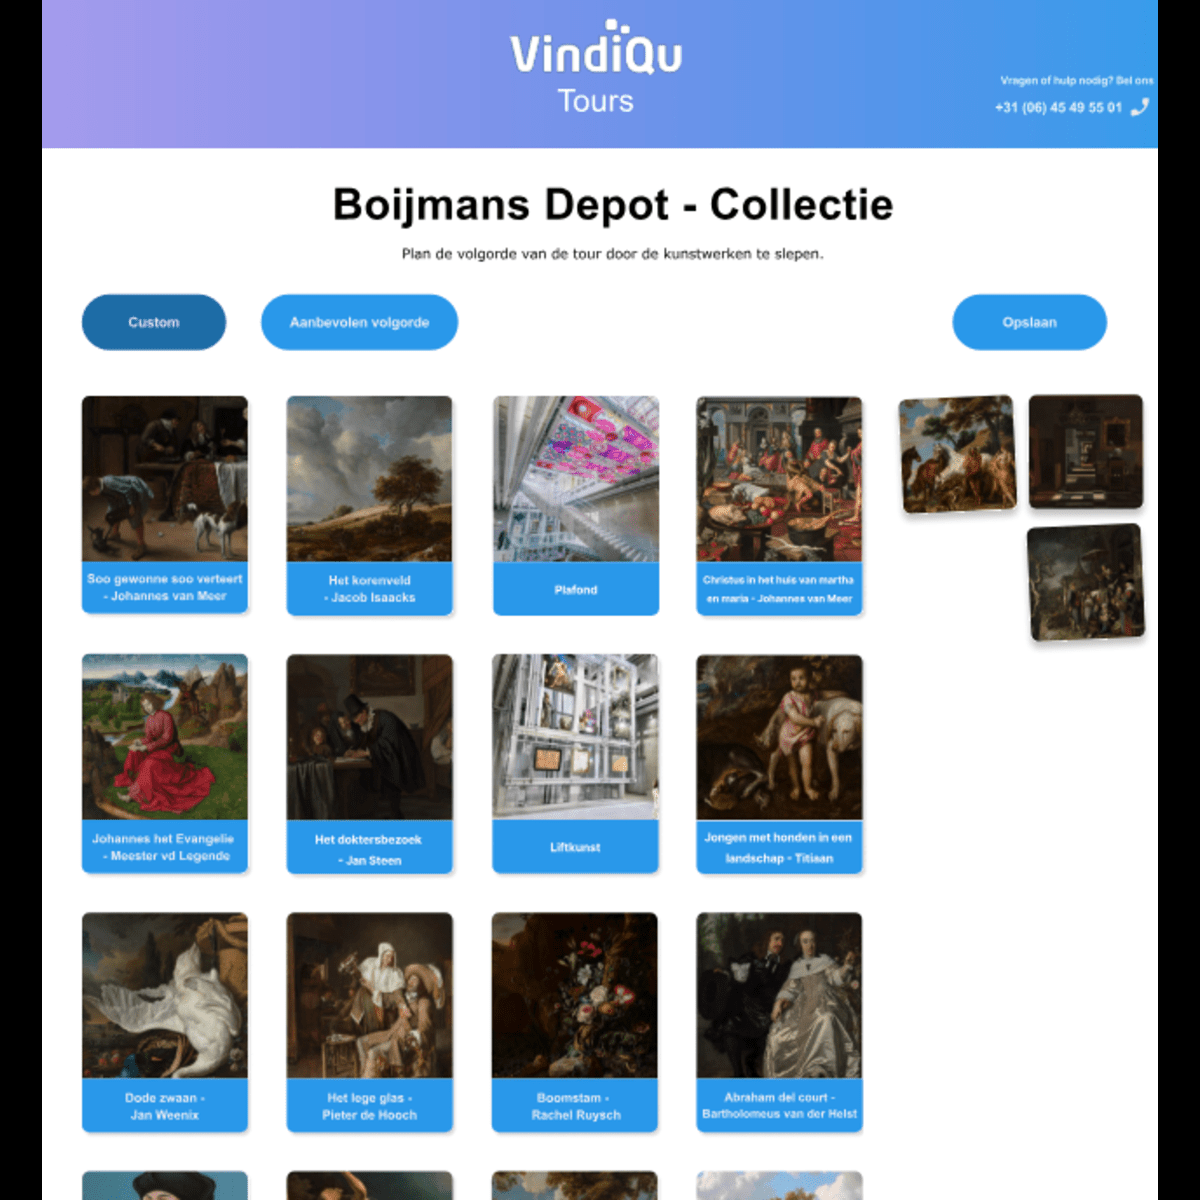 VindiQu
Tours
Vragen of hulp nodig? Bel ons
+31 (06) 45 49 55 01
Boijmans Depot - Collectie
Plan de volgorde van de tour door de kunstwerken te slepen.
Custom
Aanbevolen volgorde
Opslaan
Soo gewonne soo verteert
- Johannes van Meer
Het korenveld
- Jacob Isaacks
Plafond
Christus in het huis van martha
en maria - Johannes van Meer
Johannes het Evangelie
- Meester vd Legende
Het doktersbezoek
- Jan Steen
Liftkunst
Jongen met honden in een
landschap - Titiaan
Dode zwaan -
Jan Weenix
Het lege glas -
Pieter de Hooch
Boomstam -
Rachel Ruysch
Abraham del court -
Bartholomeus van der Helst